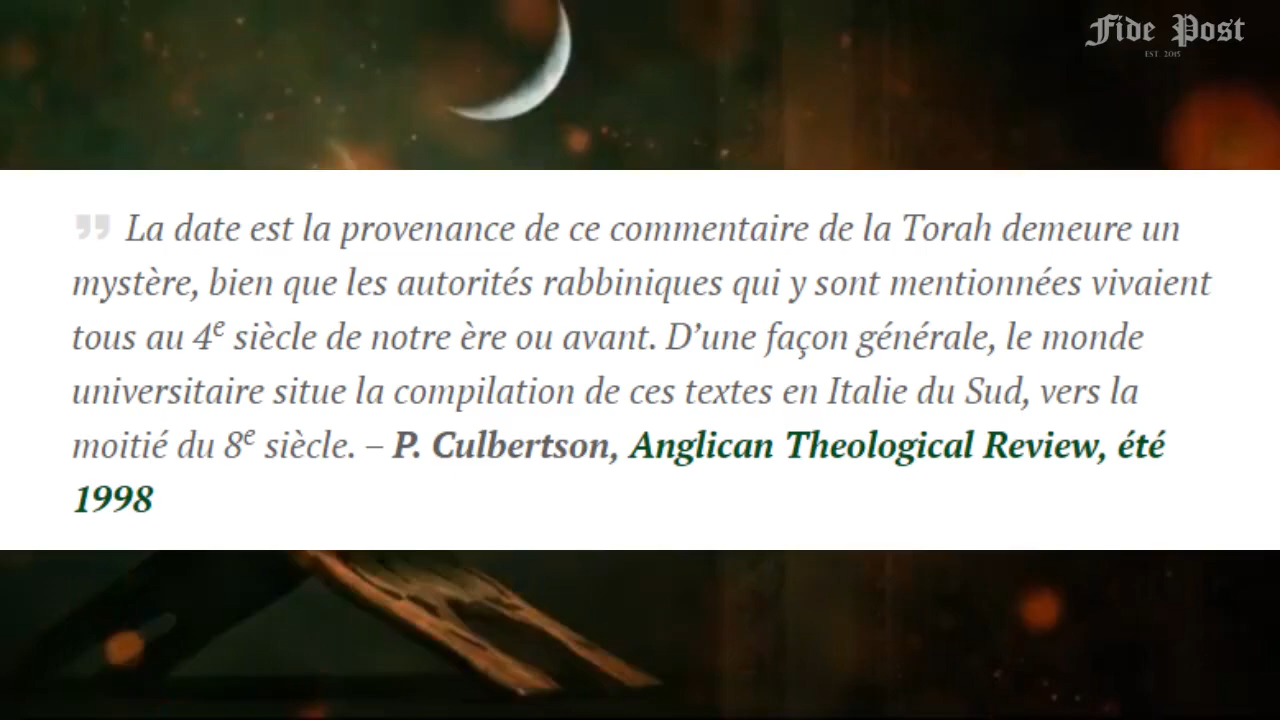 Fide Post
EST. 2015
” La date est la provenance de ce commentaire de la Torah demeure un
mystère, bien que les autorités rabbiniques qui y sont mentionnées vivaient
tous au 4e siècle de notre ère ou avant. D’une façon générale, le monde
universitaire situe la compilation de ces textes en Italie du Sud, vers la
moitié du 8e siècle. – P. Culbertson, Anglican Theological Review, été
1998